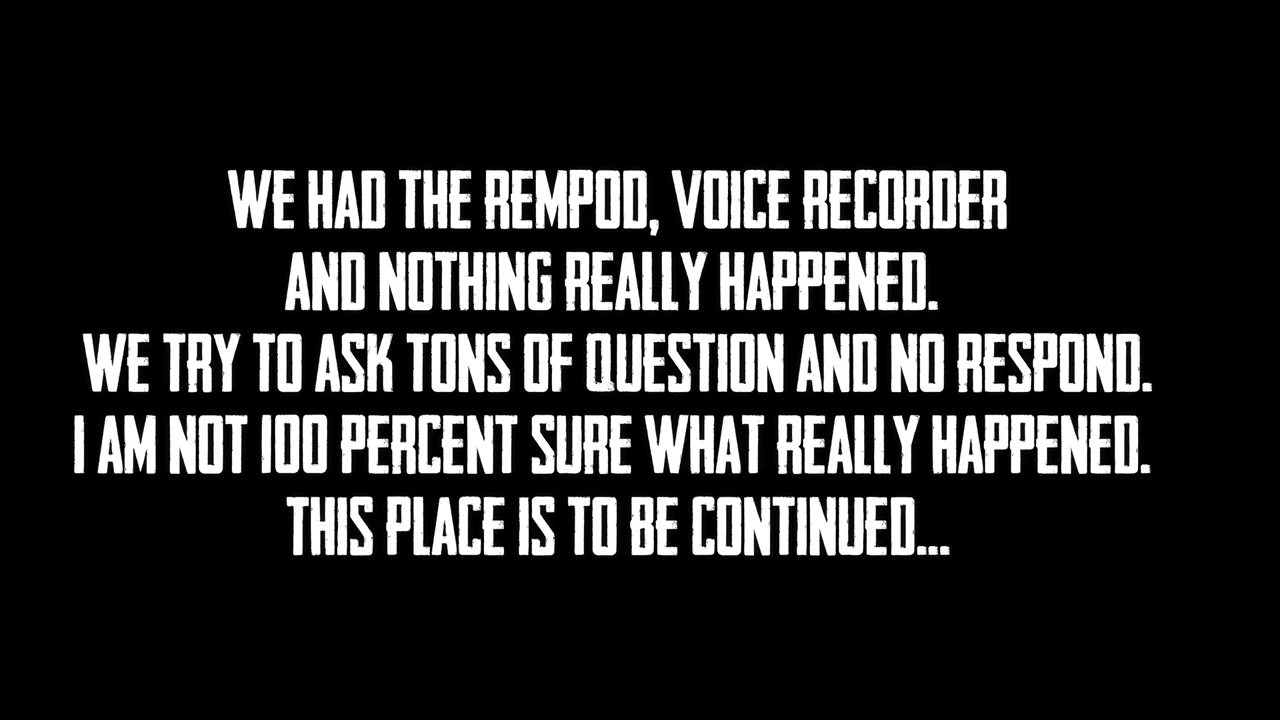 WE HAD THE REMPOD, VOICE RECORDER
AND NOTHING REALLY HAPPENED.
WE TRY TO ASK TONS OF QUESTION AND NO RESPOND.
I AM NOT 100 PERCENT SURE WHAT REALLY HAPPENED.
THIS PLACE IS TO BE CONTINUED...